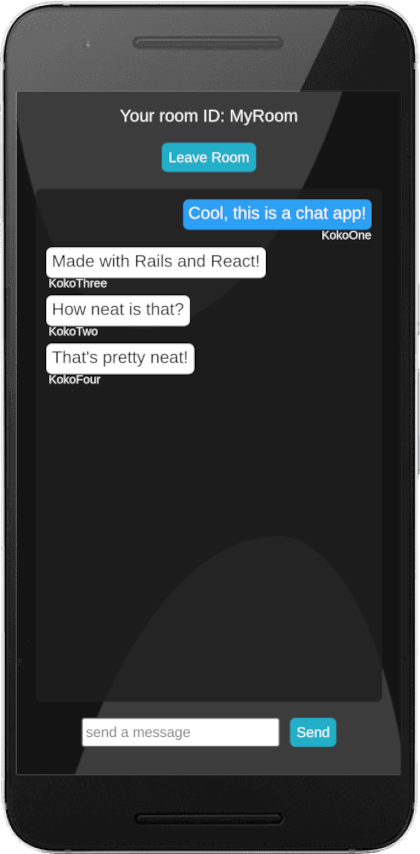 Your room ID: MyRoom
Leave Room
Cool, this is a chat app!
KokoOne
Made with Rails and React!
KokoThree
How neat is that?
KokoTwo
That's pretty neat!
KokoFour
send a message
Send